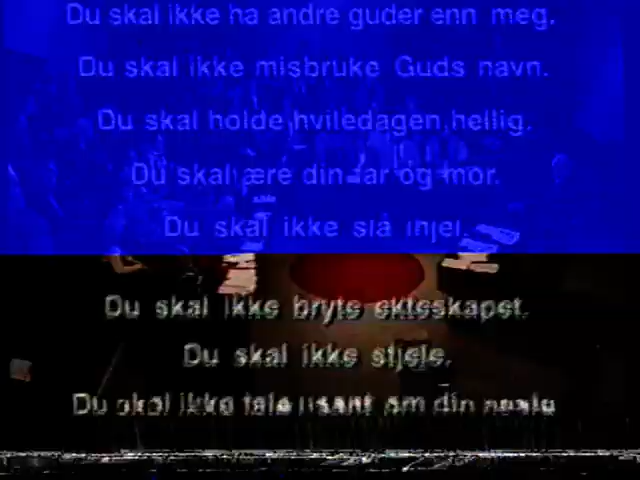 Du skal ikke ha andre guder enn meg.
Du skal ikke misbruke Guds navn.
Du skal holde hviledagen hellig.
Du skal ære din far og mor.
Du skal ikke slå ihjel.
Du skal ikke bryte ekteskapet.
Du skal ikke stjele.
Du skal ikke tale usant om din neste